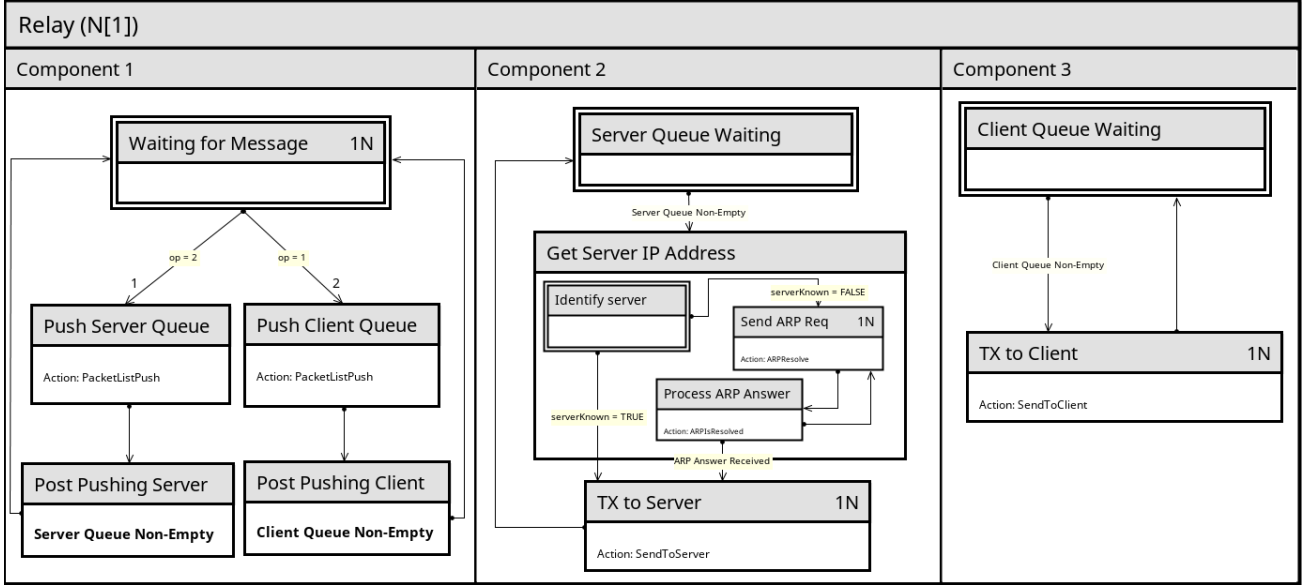 Relay (N[1])
Component 1
Waiting for Message 1N
op = 2
op = 1
1
2
Push Server Queue
Action: PacketListPush
Push Client Queue
Action: PacketListPush
Post Pushing Server
Server Queue Non-Empty
Post Pushing Client
Client Queue Non-Empty
Component 2
Server Queue Waiting
Server Queue Non-Empty
Get Server IP Address
Identify server
serverKnown = FALSE
Send ARP Req 1N
Action: ARPResolve
Process ARP Answer
Action: ARPIsResolved
serverKnown = TRUE
ARP Answer Received
TX to Server 1N
Action: SendToServer
Component 3
Client Queue Waiting
Client Queue Non-Empty
TX to Client 1N
Action: SendToClient